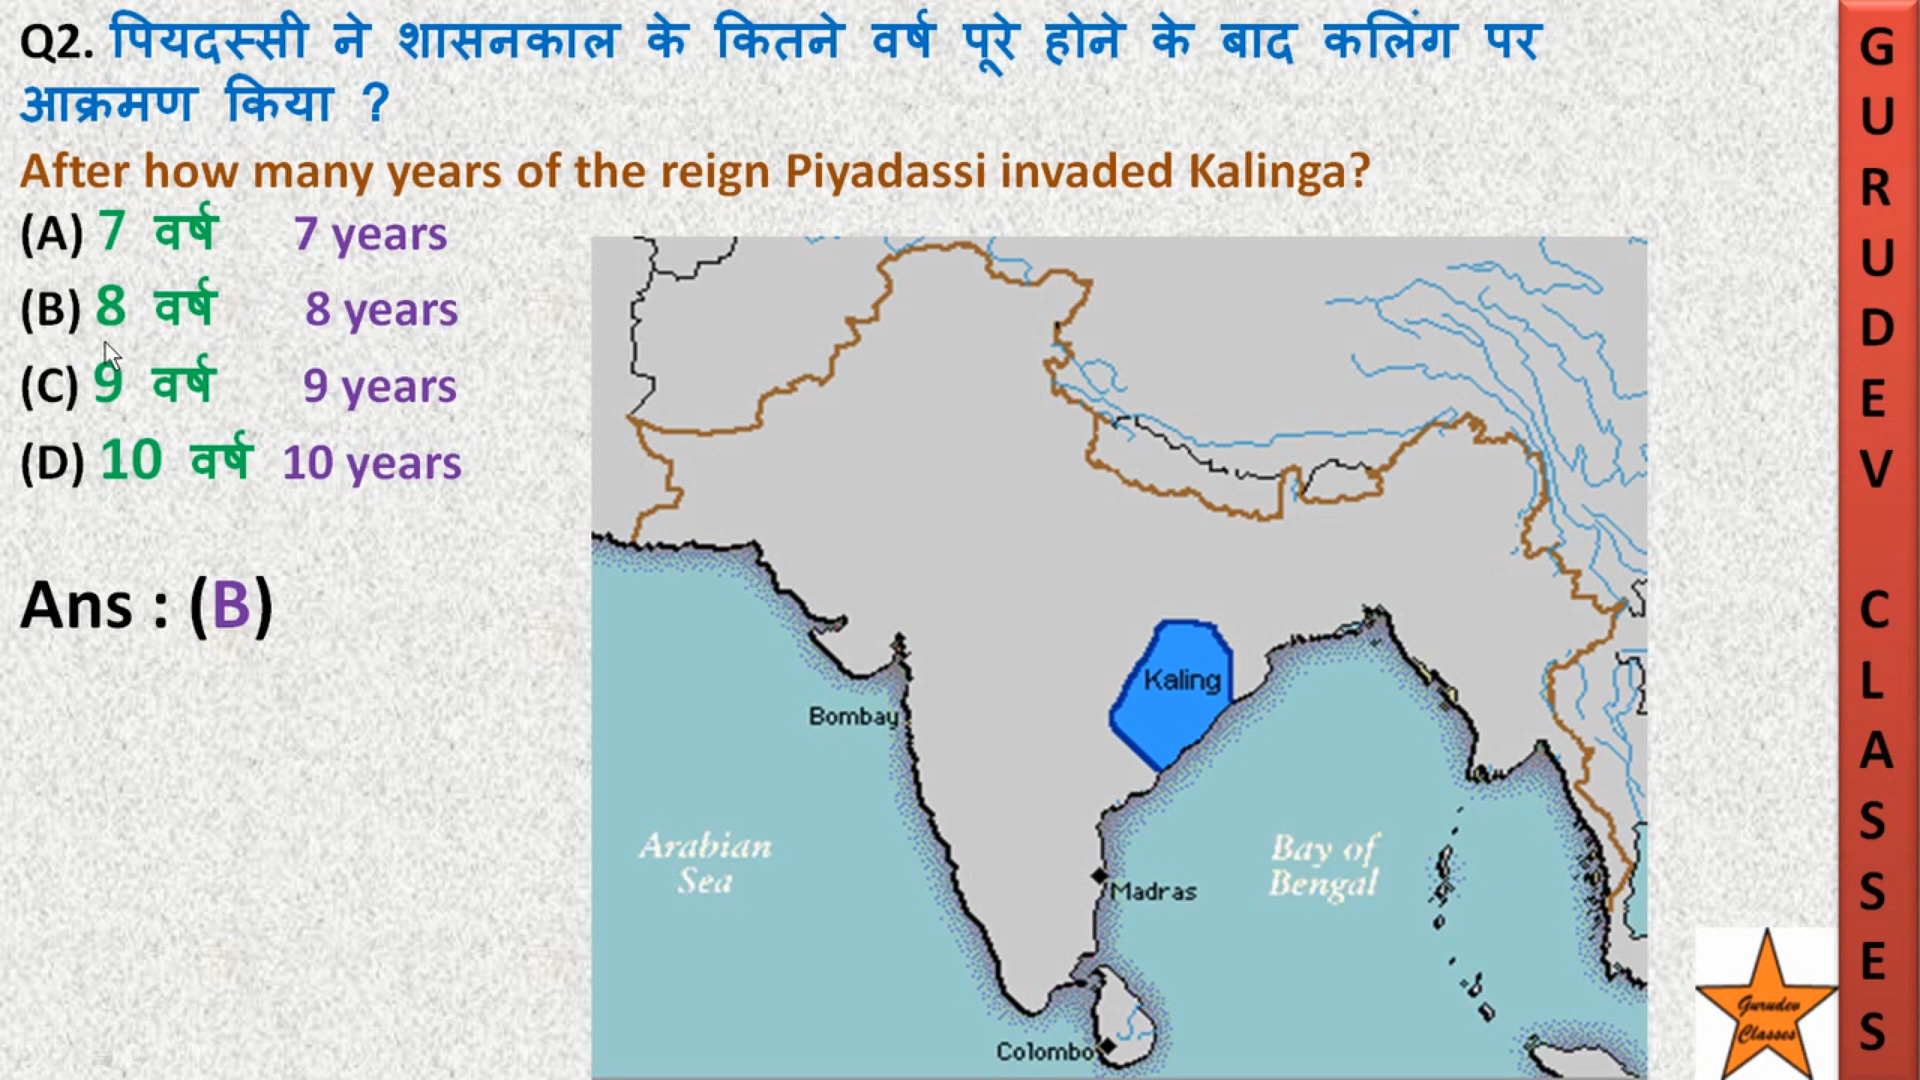 Q2. पियदस्सी ने शासनकाल के कितने वर्ष पूरे होने के बाद कलिंग पर
आक्रमण किया ?
After how many years of the reign Piyadassi invaded Kalinga?
(A) 7 वर्ष 7 years
(B) 8 वर्ष 8 years
(C) 9 वर्ष 9 years
(D) 10 वर्ष 10 years
Ans : (B)
Kaling
Bombay
Arabian
Sea
Bay of
Bengal
Madras
Colombo
Gurudev
Classes
GURUDEV CLASSES